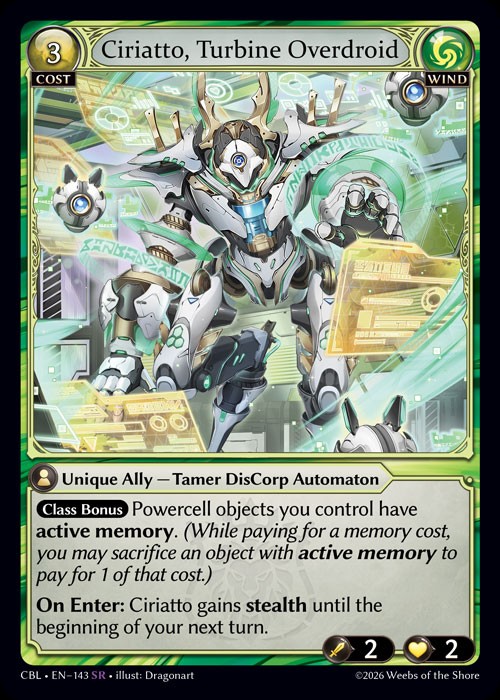 3 Ciriatto, Turbine Overdroid
COST WIND
Unique Ally — Tamer DisCorp Automaton
Class Bonus Powercell objects you control have
active memory. (While paying for a memory cost,
you may sacrifice an object with active memory to
pay for 1 of that cost.)
On Enter: Ciriatto gains stealth until the
beginning of your next turn.
2 2
CBL • EN–143 SR • illust: Dragonart ©2026 Weebs of the Shore